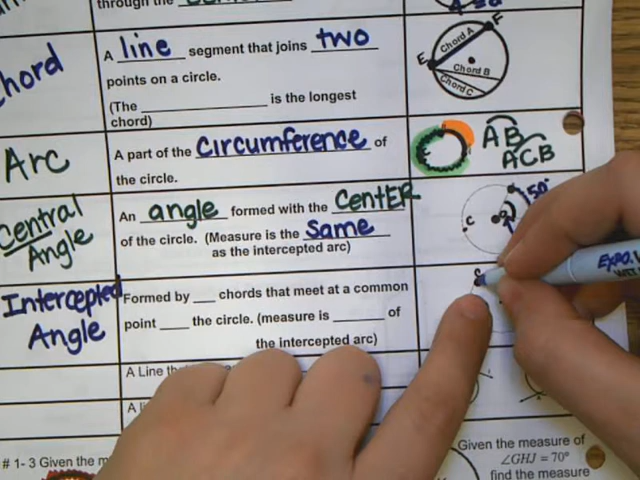 through the
Chord
A line segment that joins two
points on a circle.
(The ______ is the longest
chord)
E
F
Chord A
Chord B
Chord C
Arc
A part of the circumference of
the circle.
AB
ACB
Central
Angle
An angle formed with the CentER
of the circle. (Measure is the Same
as the intercepted arc)
C
50°
Intercepted
Angle
Formed by ___ chords that meet at a common
point ____ the circle. (measure is _______ of
the intercepted arc)
EXPO
A Line
A
# 1- 3 Given the
Given the measure of
∠GHJ = 70°
find the measure